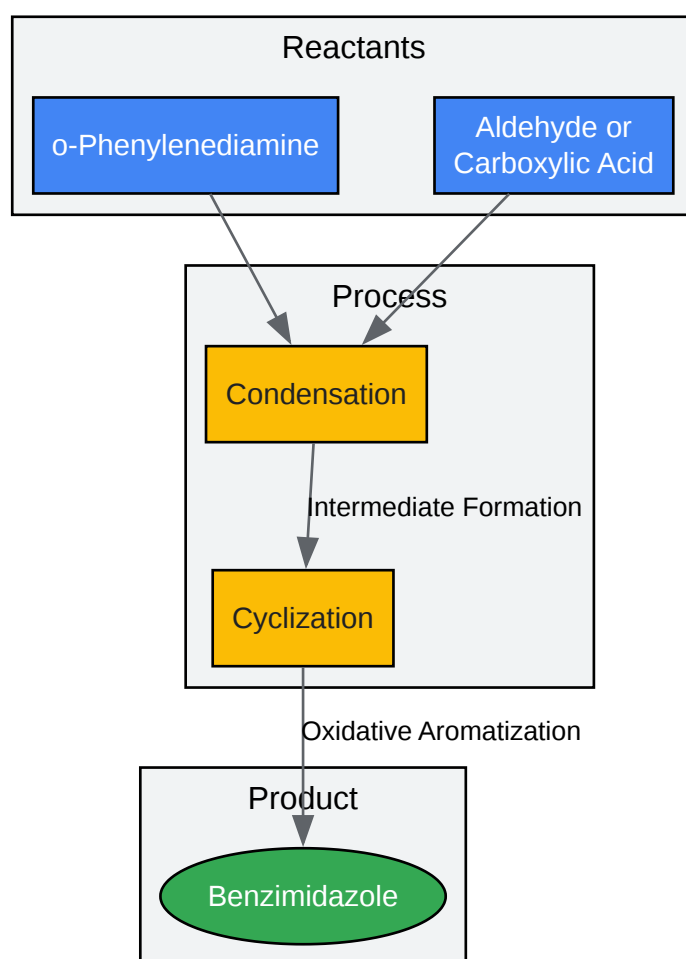 Reactants
o-Phenylenediamine
Aldehyde or
Carboxylic Acid
Process
Condensation
Intermediate Formation
Cyclization
Oxidative Aromatization
Product
Benzimidazole